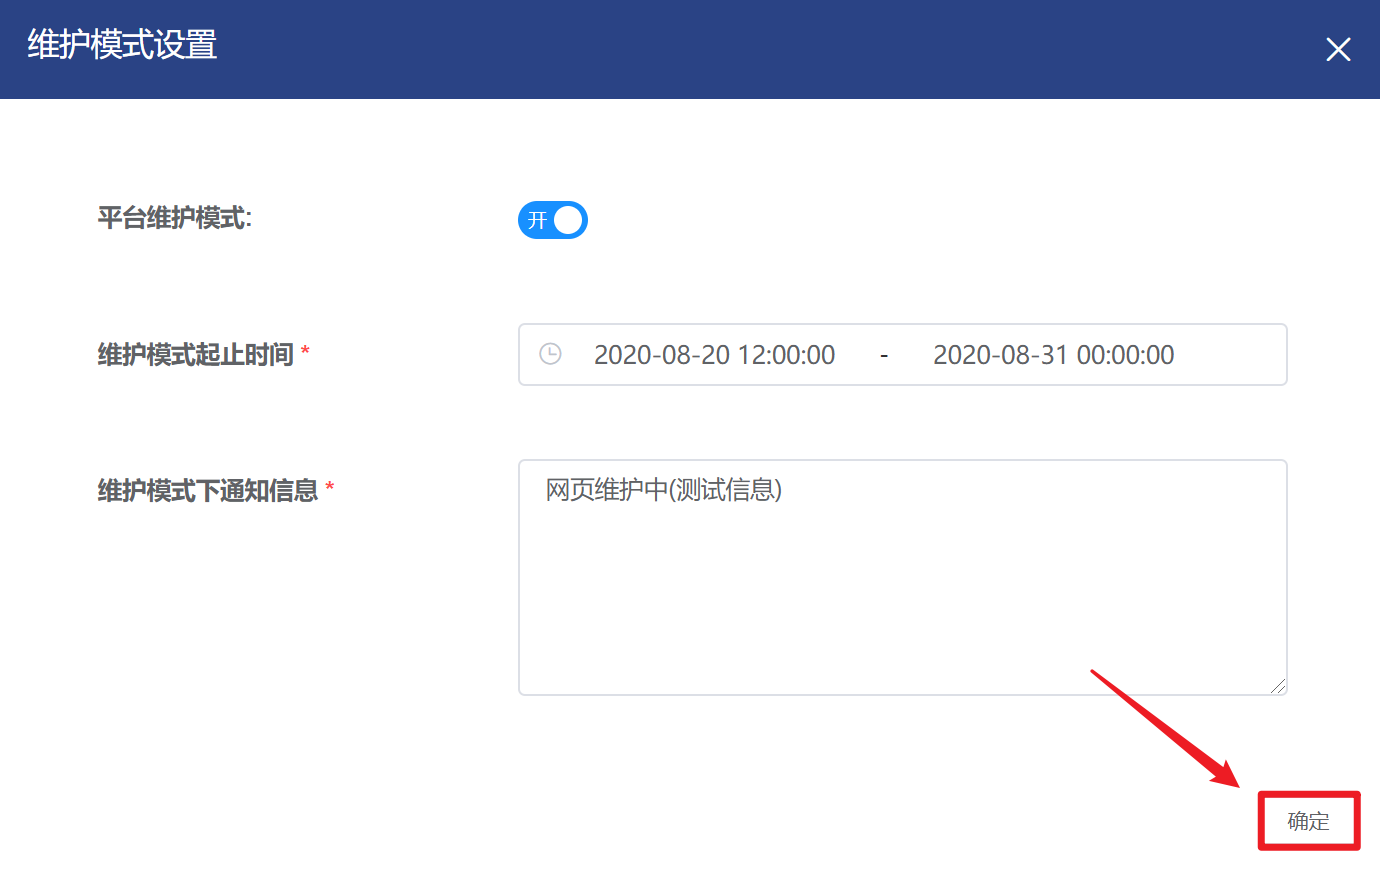 维护模式设置
平台维护模式:
开
维护模式起止时间 *
2020-08-20 12:00:00 - 2020-08-31 00:00:00
维护模式下通知信息 *
网页维护中(测试信息)
确定